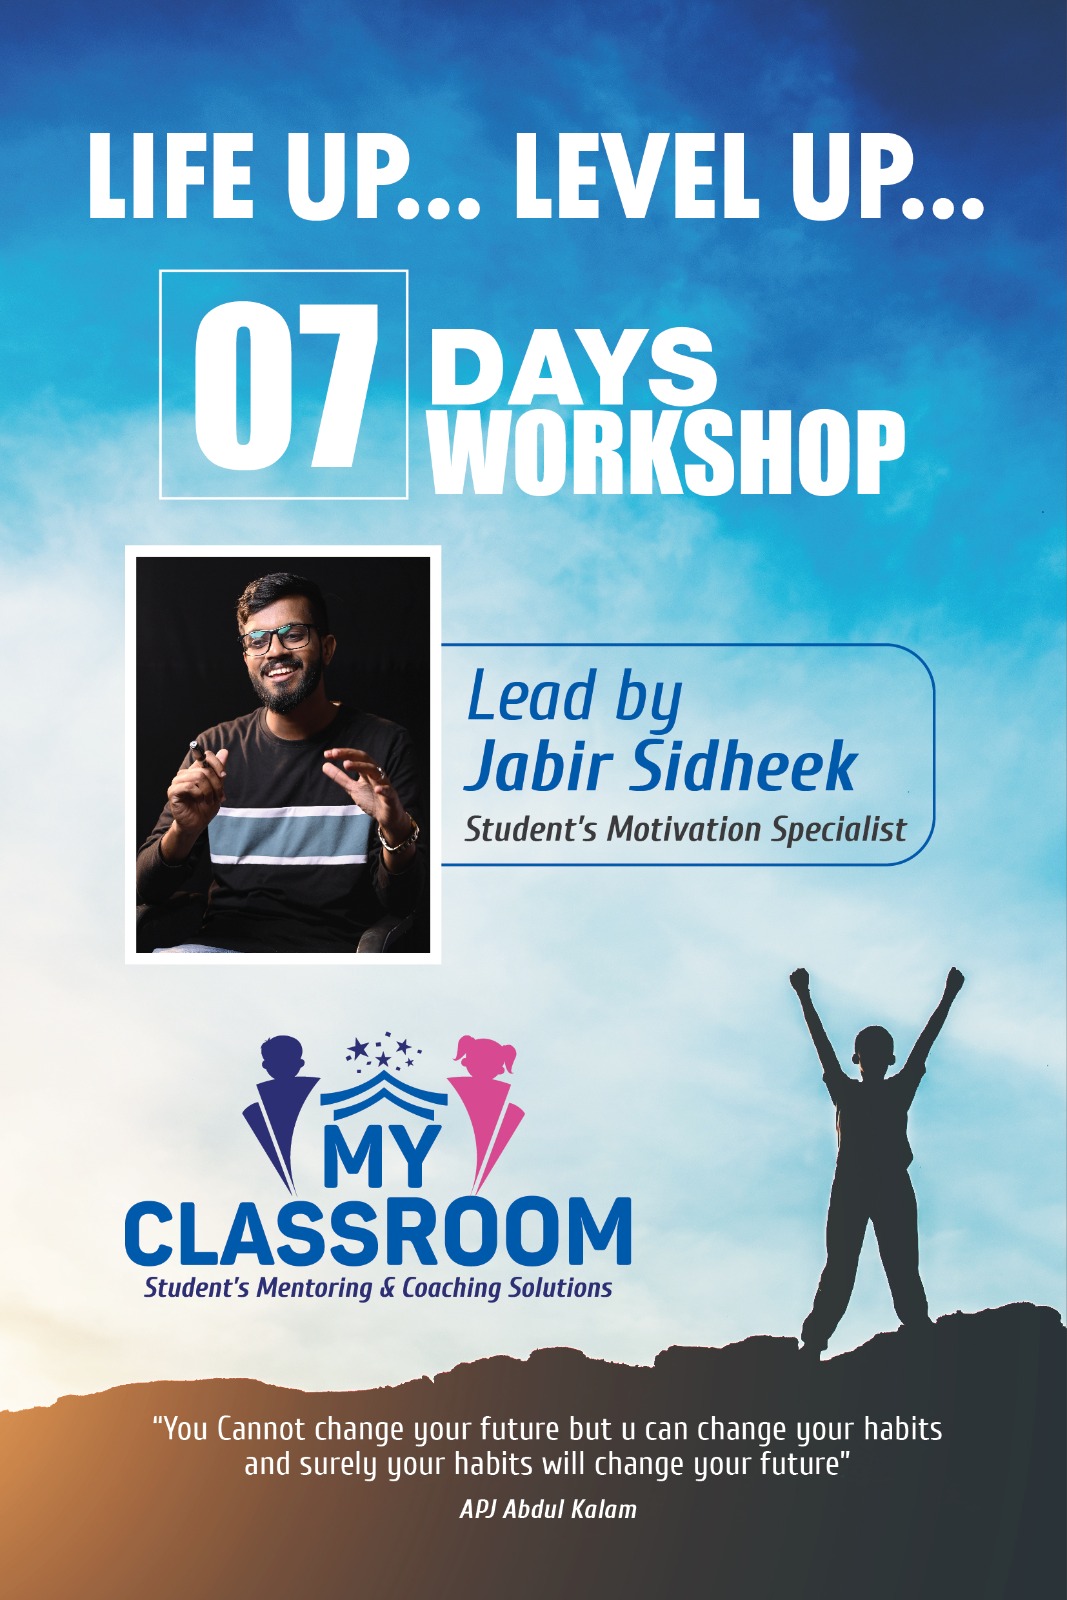 LIFE UP... LEVEL UP...
07
DAYS
WORKSHOP
Lead by
Jabir Sidheek
Student's Motivation Specialist
MY
CLASSROOM
Student's Mentoring & Coaching Solutions
“You Cannot change your future but u can change your habits
and surely your habits will change your future”
APJ Abdul Kalam